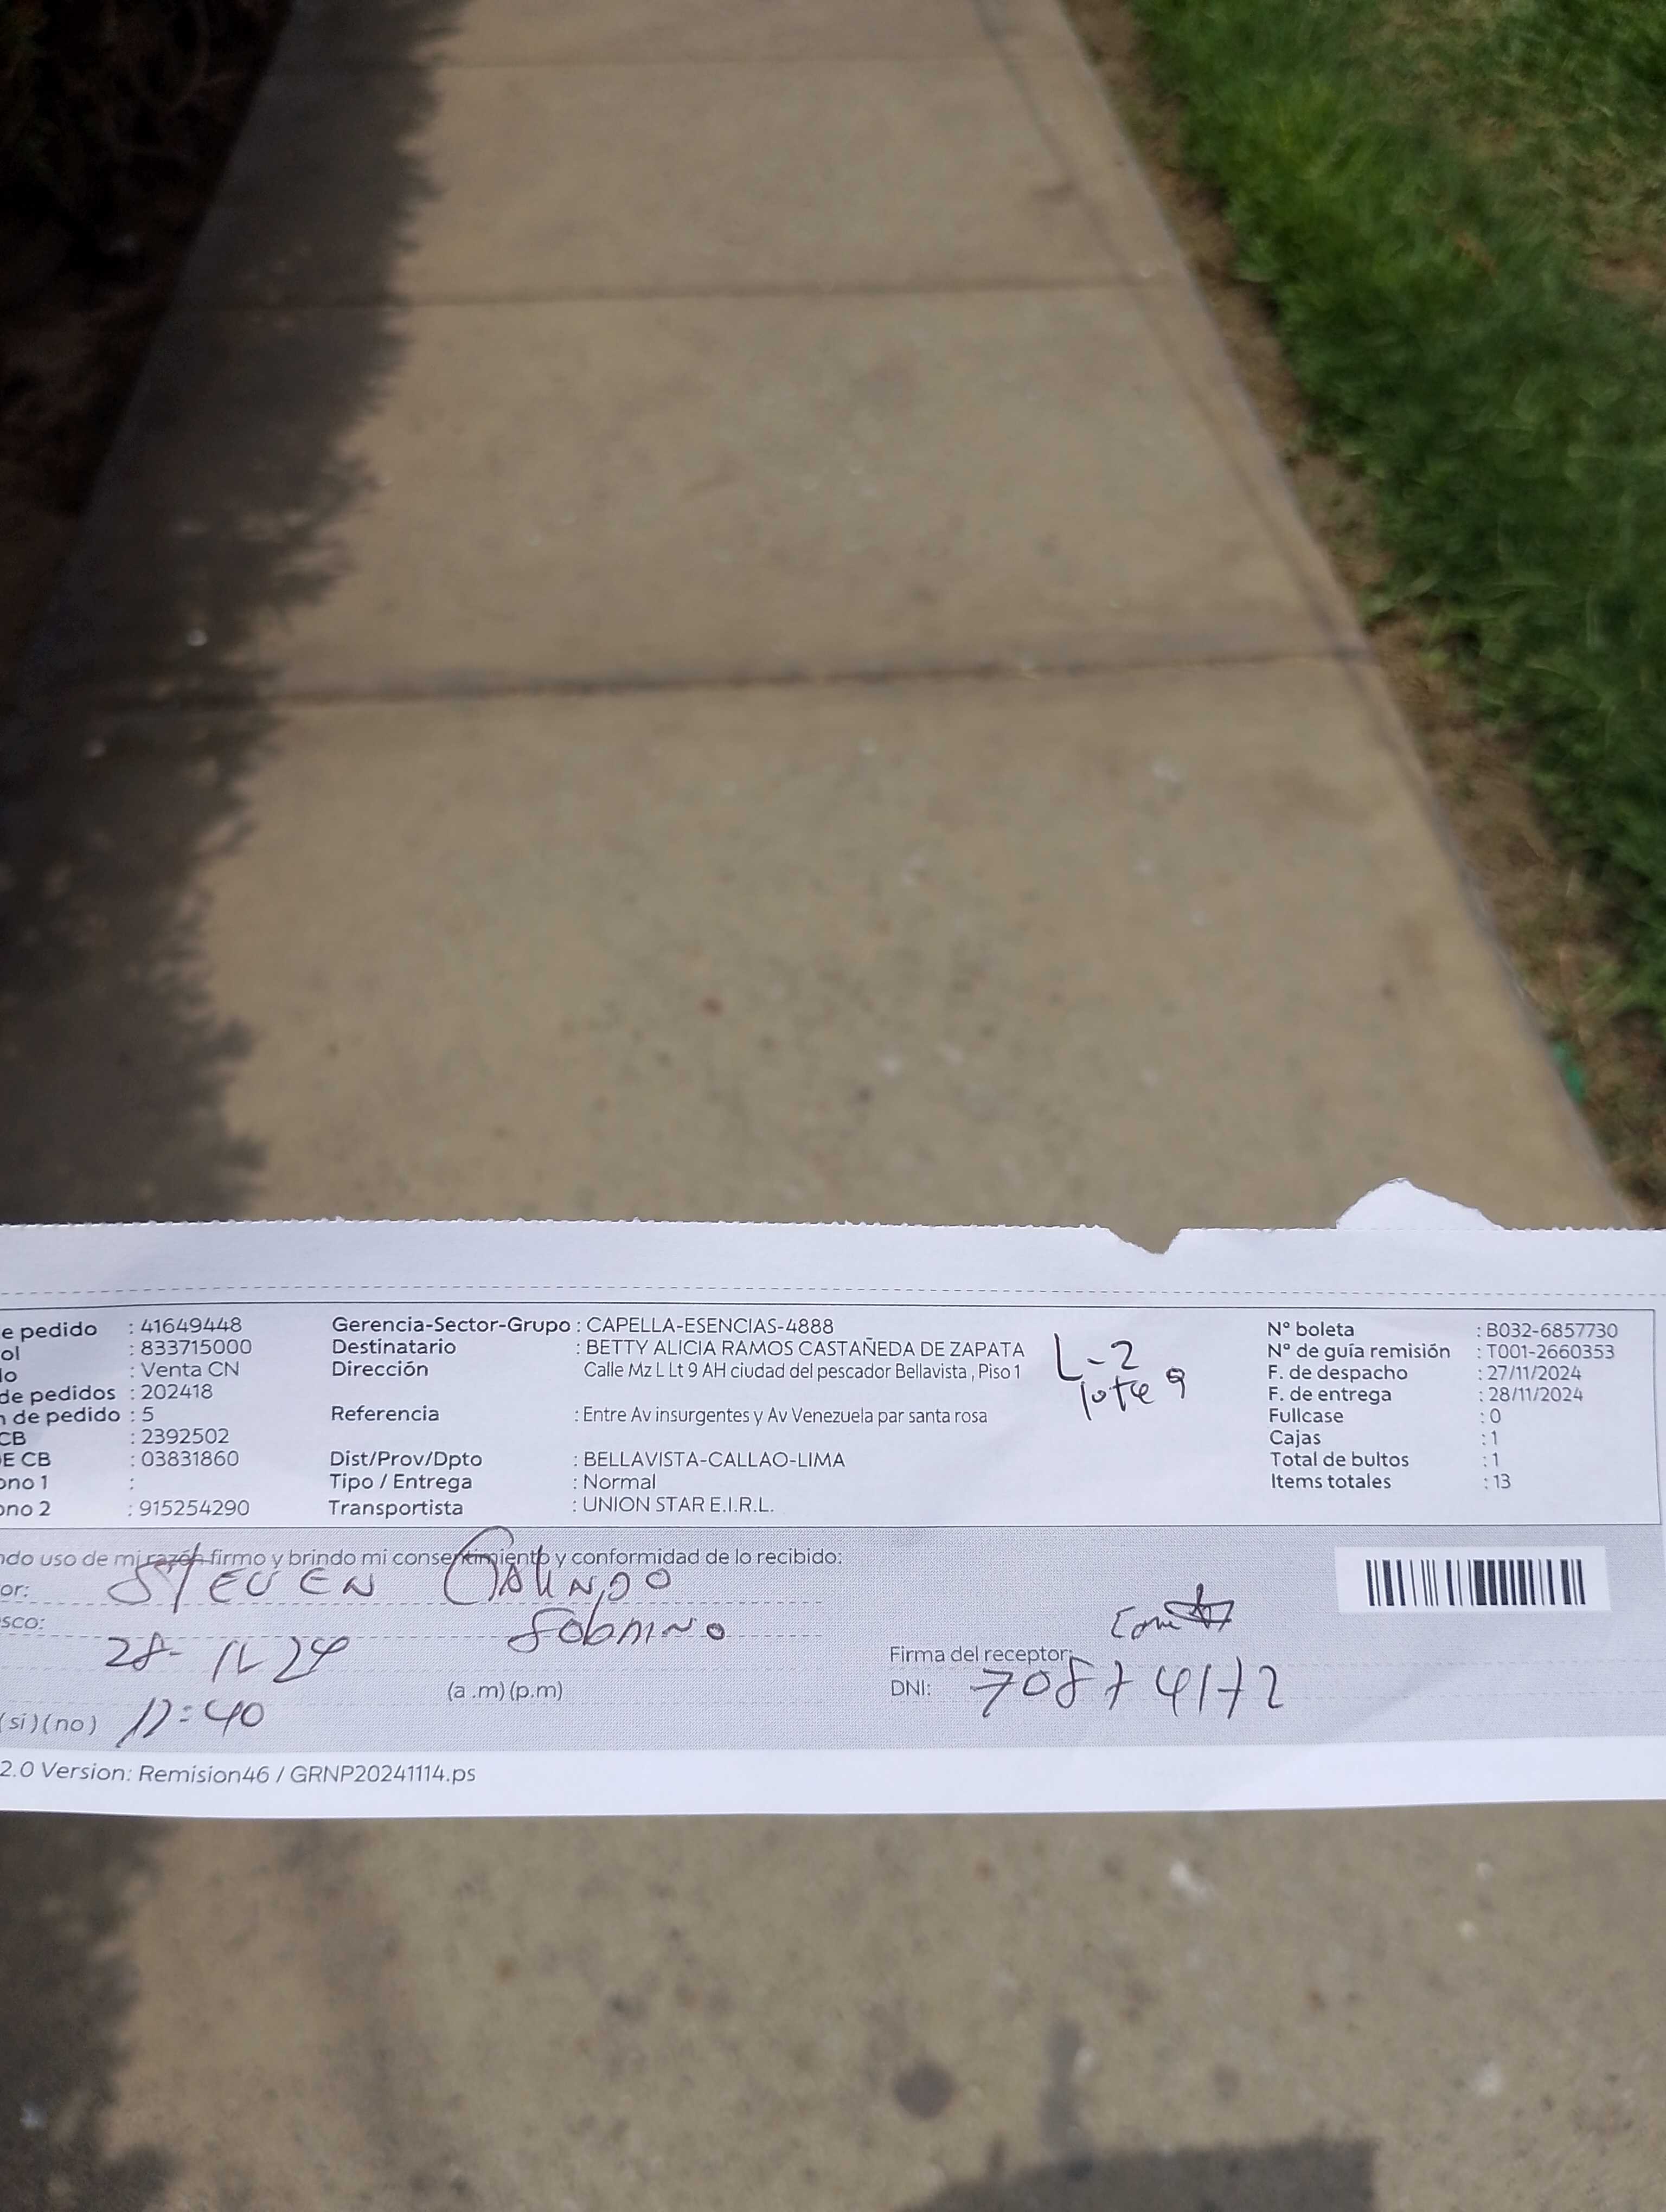 e pedido : 41649448 Gerencia-Sector-Grupo : CAPELLA-ESENCIAS-4888 N° boleta : B032-6857730
ol : 833715000 Destinatario : BETTY ALICIA RAMOS CASTAÑEDA DE ZAPATA L-2 N° de guía remisión : T001-2660353
lo : Venta CN Dirección Calle Mz L Lt 9 AH ciudad del pescador Bellavista , Piso 1 lote 9 F. de despacho : 27/11/2024
de pedidos : 202418 F. de entrega : 28/11/2024
n de pedido : 5 Referencia : Entre Av insurgentes y Av Venezuela par santa rosa Fullcase : 0
CB : 2392502 Cajas : 1
E CB : 03831860 Dist/Prov/Dpto : BELLAVISTA-CALLAO-LIMA Total de bultos : 1
ono 1 : Tipo / Entrega : Normal Items totales : 13
ono 2 : 915254290 Transportista : UNION STAR E.I.R.L.
ndo uso de mi razón firmo y brindo mi consentimiento y conformidad de lo recibido:
or: STEVEN GALINDO
sco: SOBRINO
28- 11- 24 Firma del receptor:
(a .m) (p.m) DNI: 70874172
(si) (no) 12:40
2.0 Version: Remision46 / GRNP20241114.ps